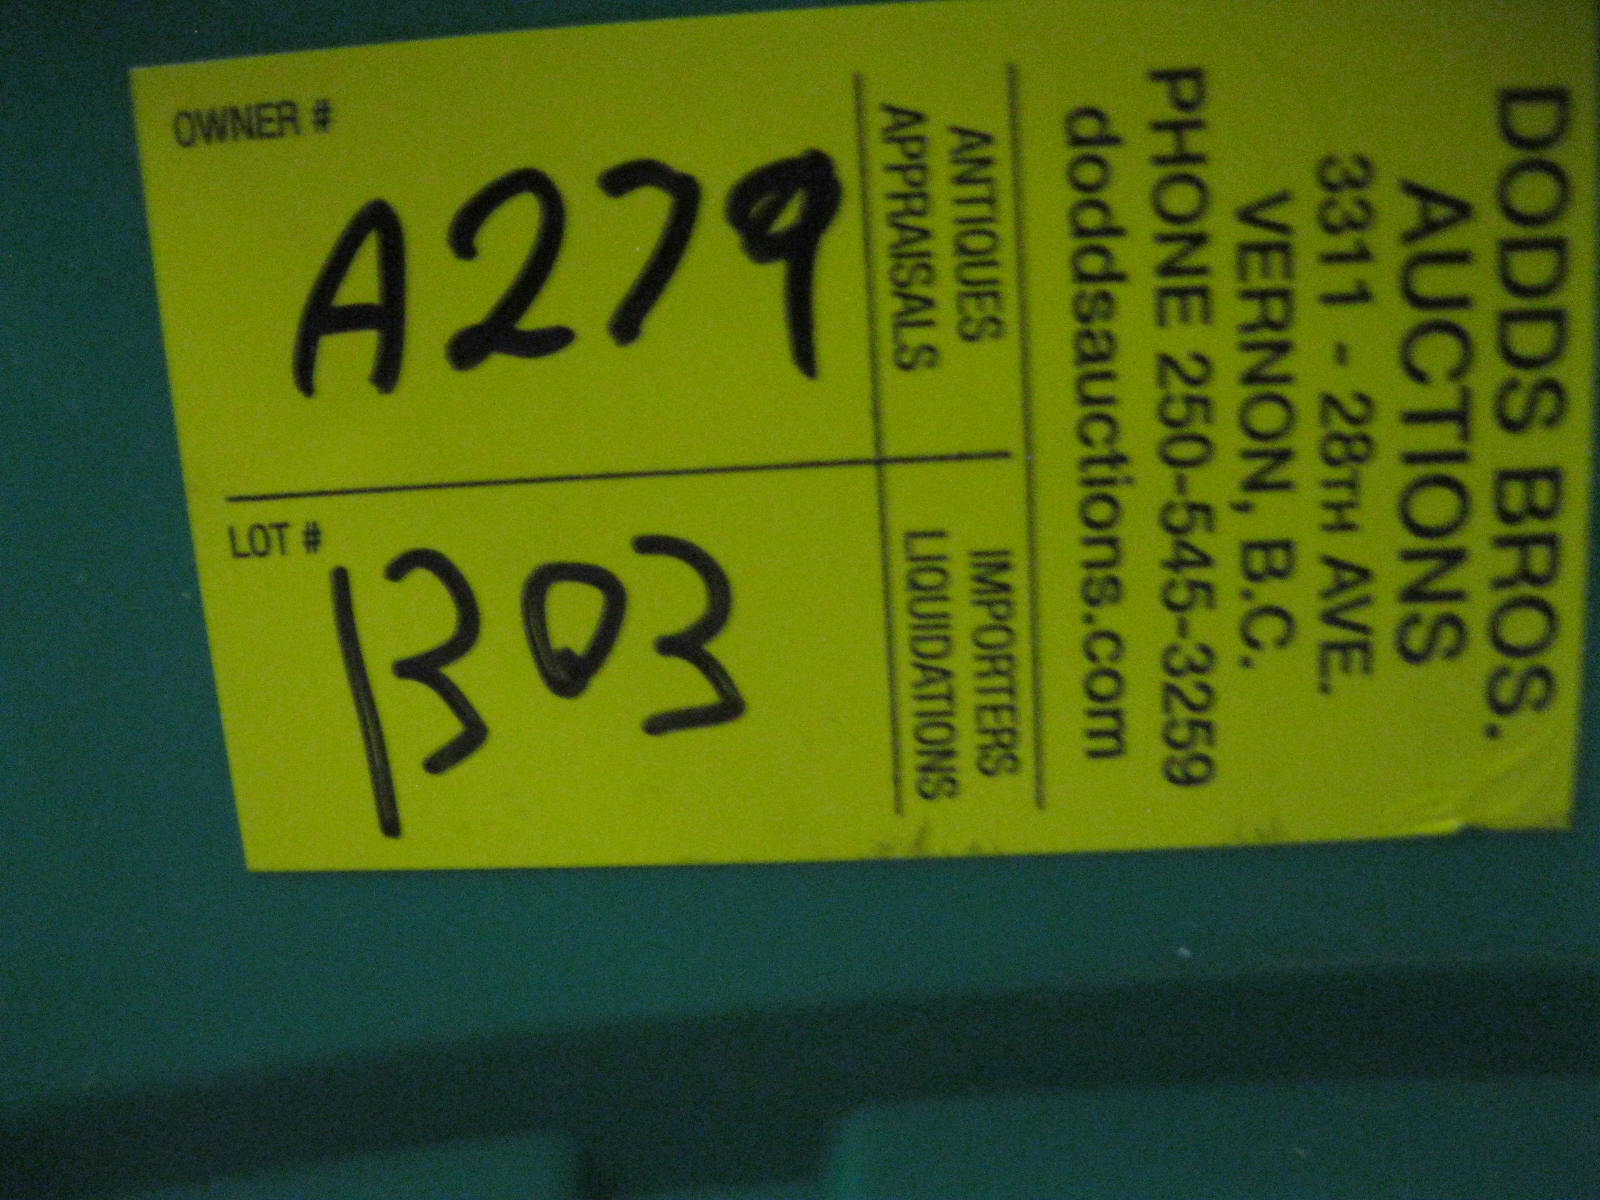 DODDS BROS.
AUCTIONS
3311 - 28TH AVE.
VERNON, B.C.
PHONE 250-545-3259
doddsauctions.com
ANTIQUES
APPRAISALS
IMPORTERS
LIQUIDATIONS
OWNER #
A279
LOT #
1303